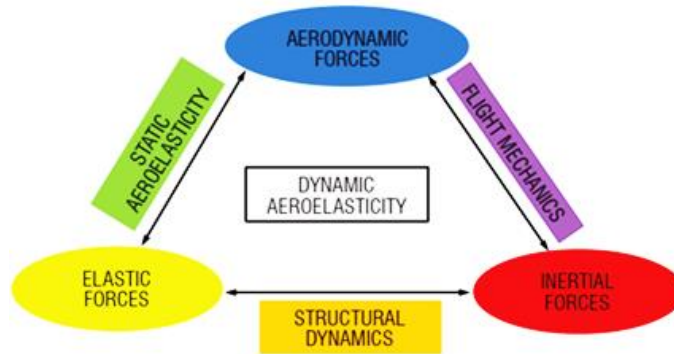 AERODYNAMIC
FORCES
STATIC
AEROELASTICITY
FLIGHT MECHANICS
DYNAMIC
AEROELASTICITY
ELASTIC
FORCES
INERTIAL
FORCES
STRUCTURAL
DYNAMICS